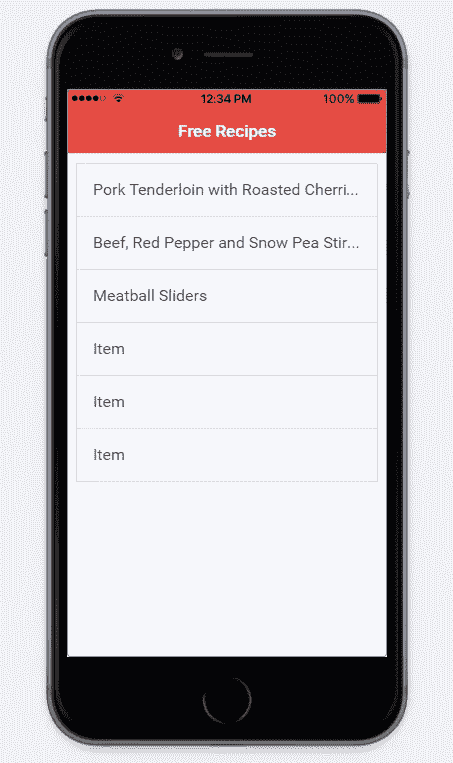 12:34 PM 100%
Free Recipes
Pork Tenderloin with Roasted Cherri...
Beef, Red Pepper and Snow Pea Stir...
Meatball Sliders
Item
Item
Item